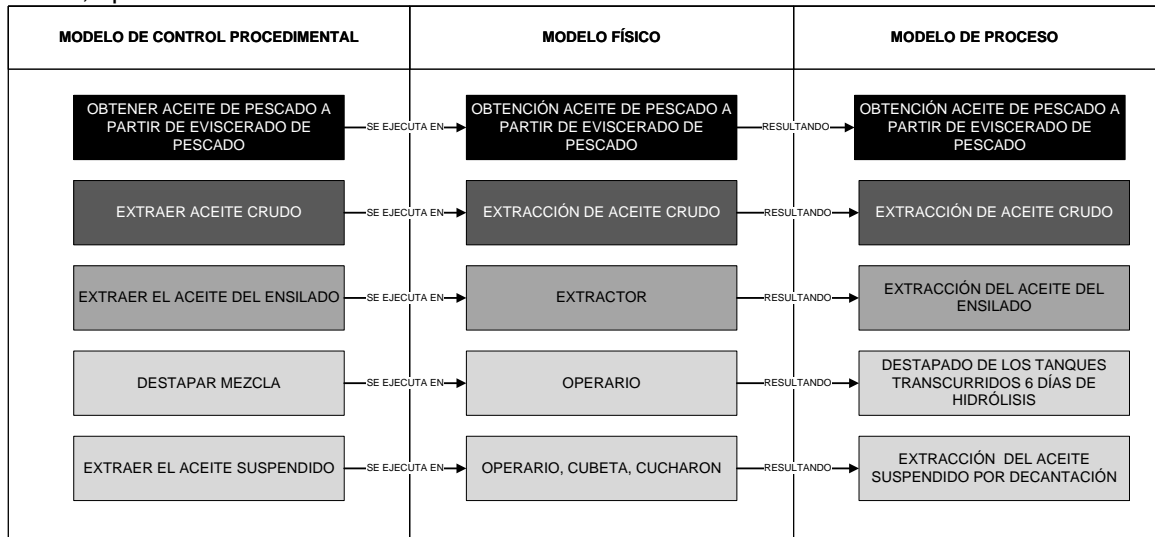 MODELO DE CONTROL PROCEDIMENTAL
MODELO FÍSICO
MODELO DE PROCESO
OBTENER ACEITE DE PESCADO A
PARTIR DE EVISCERADO DE
PESCADO
SE EJECUTA EN
OBTENCIÓN ACEITE DE PESCADO A
PARTIR DE EVISCERADO DE
PESCADO
RESULTANDO
OBTENCIÓN ACEITE DE PESCADO A
PARTIR DE EVISCERADO DE
PESCADO
EXTRAER ACEITE CRUDO
SE EJECUTA EN
EXTRACCIÓN DE ACEITE CRUDO
RESULTANDO
EXTRACCIÓN DE ACEITE CRUDO
EXTRAER EL ACEITE DEL ENSILADO
SE EJECUTA EN
EXTRACTOR
RESULTANDO
EXTRACCIÓN DEL ACEITE DEL
ENSILADO
DESTAPAR MEZCLA
SE EJECUTA EN
OPERARIO
RESULTANDO
DESTAPADO DE LOS TANQUES
TRANSCURRIDOS 6 DÍAS DE
HIDRÓLISIS
EXTRAER EL ACEITE SUSPENDIDO
SE EJECUTA EN
OPERARIO, CUBETA, CUCHARON
RESULTANDO
EXTRACCIÓN DEL ACEITE
SUSPENDIDO POR DECANTACIÓN